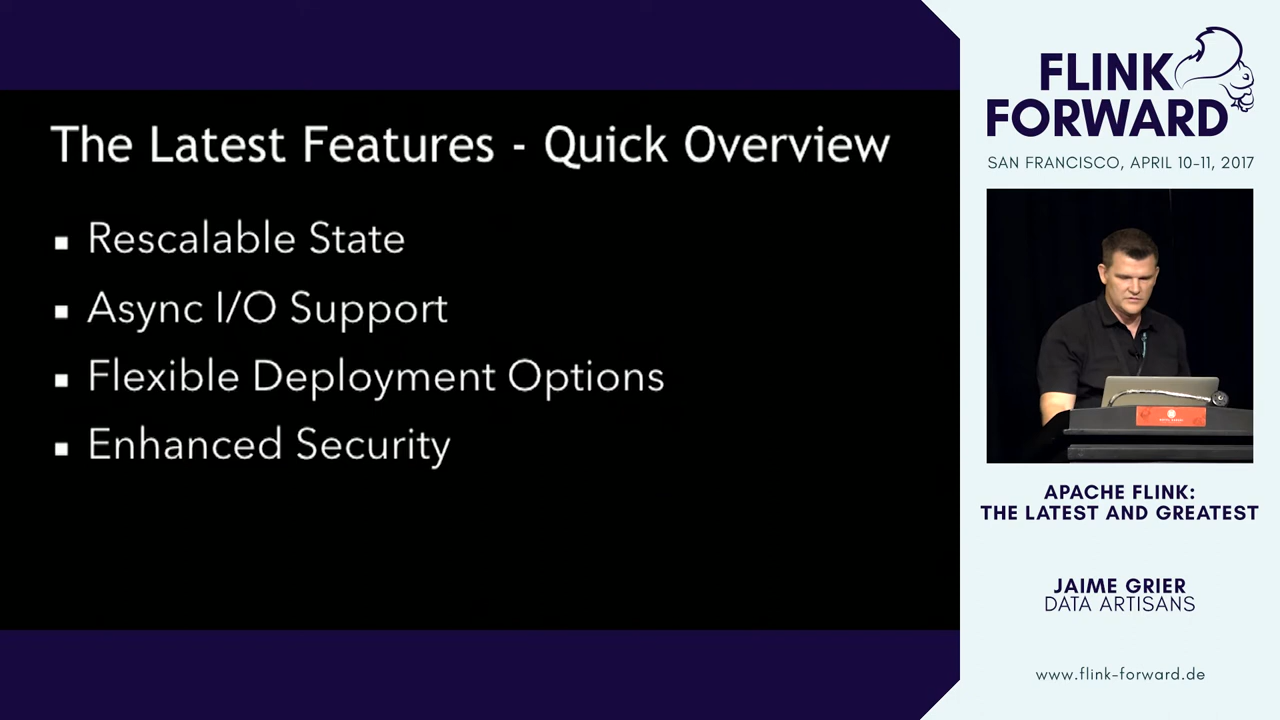 The Latest Features - Quick Overview
▪ Rescalable State
▪ Async I/O Support
▪ Flexible Deployment Options
▪ Enhanced Security
FLINK
FORWARD
SAN FRANCISCO, APRIL 10-11, 2017
APACHE FLINK:
THE LATEST AND GREATEST
JAIME GRIER
DATA ARTISANS
www.flink-forward.de